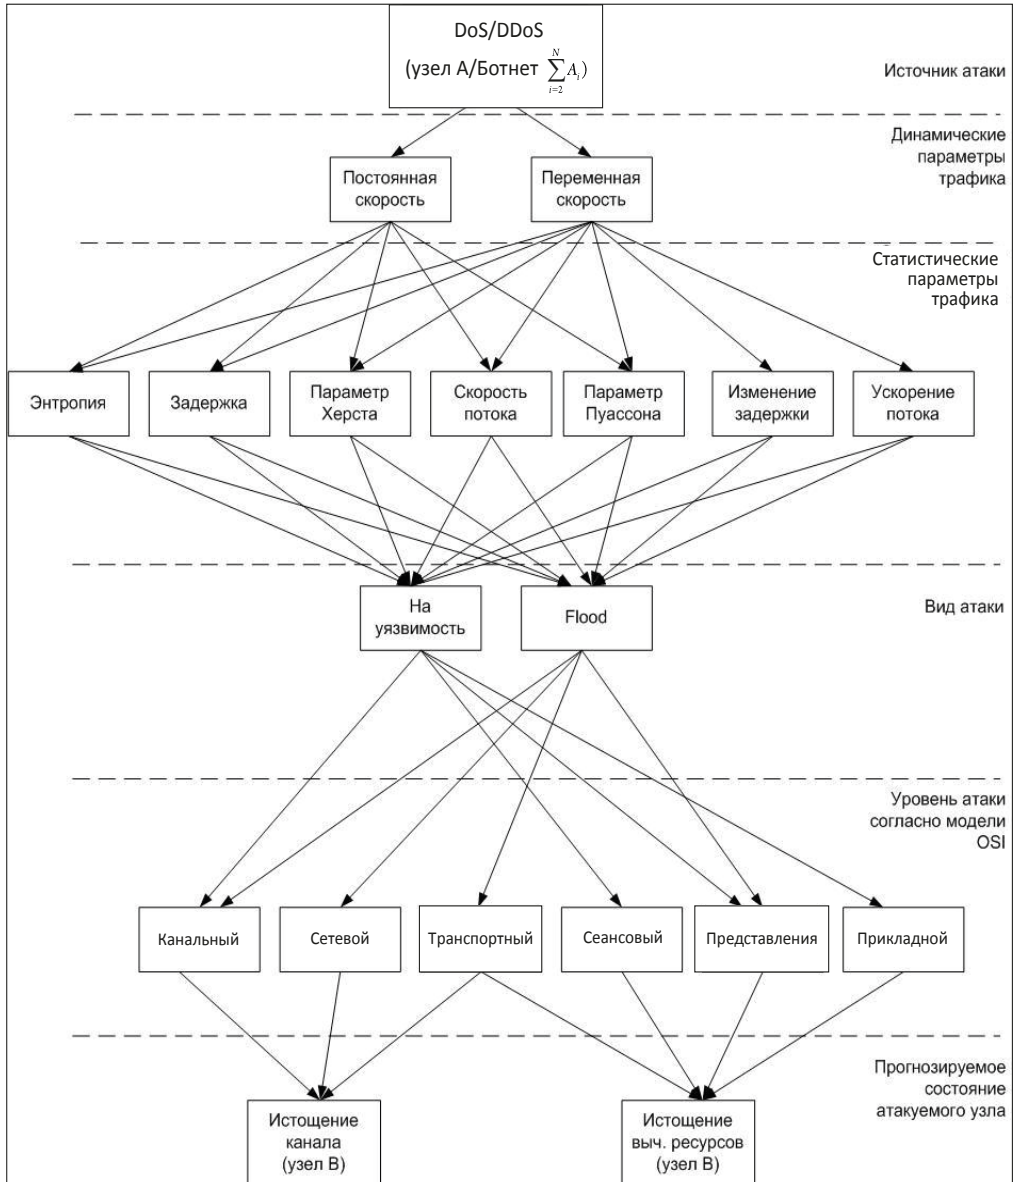 DoS/DDoS
(узел А/Ботнет \sum_{i=2}^{N} A_i)
Источник атаки
Динамические
параметры
трафика
Постоянная
скорость
Переменная
скорость
Статистические
параметры
трафика
Энтропия
Задержка
Параметр
Херста
Скорость
потока
Параметр
Пуассона
Изменение
задержки
Ускорение
потока
На
уязвимость
Flood
Вид атаки
Уровень атаки
согласно модели
OSI
Канальный
Сетевой
Транспортный
Сеансовый
Представления
Прикладной
Прогнозируемое
состояние
атакуемого узла
Истощение
канала
(узел В)
Истощение
выч. ресурсов
(узел В)